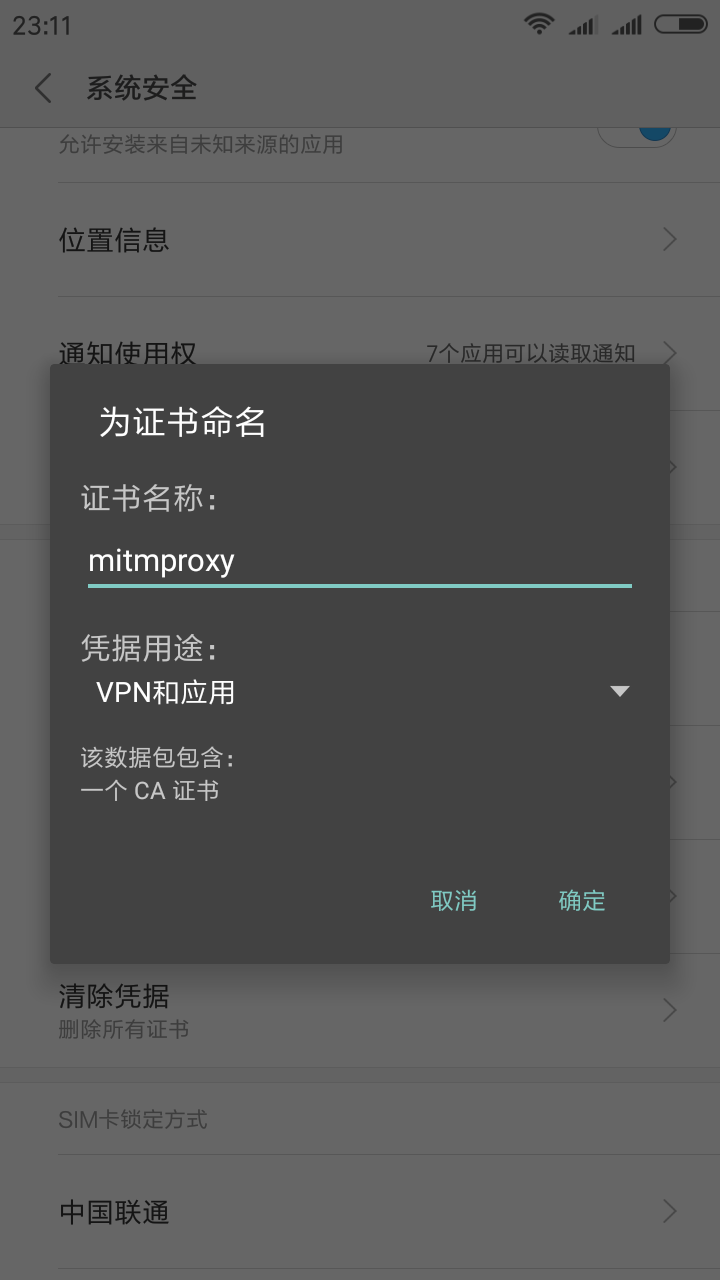 23:11
系统安全
允许安装来自未知来源的应用
位置信息
通知使用权 7个应用可以读取通知
为证书命名
证书名称：
mitmproxy
凭据用途：
VPN和应用
该数据包包含：
一个 CA 证书
取消 确定
清除凭据
删除所有证书
SIM卡锁定方式
中国联通